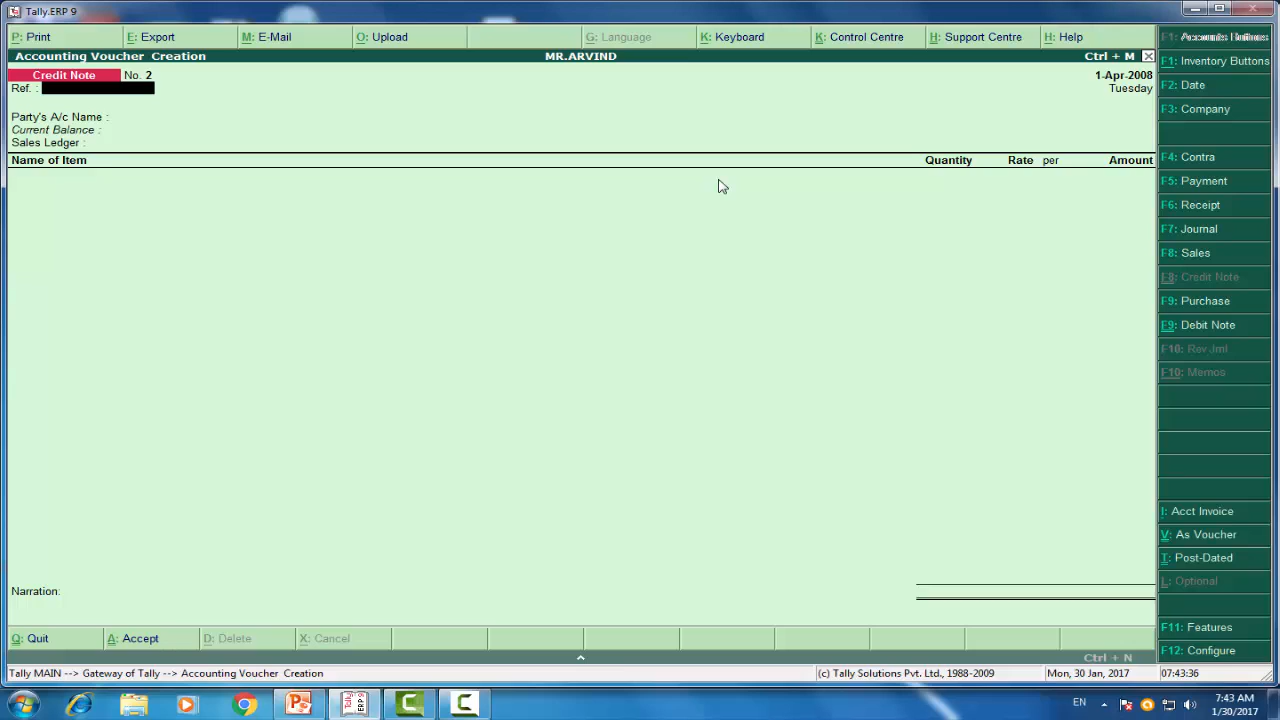 Tally.ERP 9
P: Print E: Export M: E-Mail O: Upload G: Language K: Keyboard K: Control Centre H: Support Centre H: Help
Accounting Voucher Creation MR.ARVIND Ctrl + M
Credit Note No. 2 1-Apr-2008
Ref. : Tuesday
Party's A/c Name :
Current Balance :
Sales Ledger :
Name of Item Quantity Rate per Amount
Narration:
F1: Accounts Buttons
F1: Inventory Buttons
F2: Date
F3: Company
F4: Contra
F5: Payment
F6: Receipt
F7: Journal
F8: Sales
F8: Credit Note
F9: Purchase
F9: Debit Note
F10: Rev Jrnl
F10: Memos
I: Acct Invoice
V: As Voucher
T: Post-Dated
L: Optional
F11: Features
F12: Configure
Q: Quit A: Accept D: Delete X: Cancel
Ctrl + N
Tally MAIN --> Gateway of Tally --> Accounting Voucher Creation (c) Tally Solutions Pvt. Ltd., 1988-2009 Mon, 30 Jan, 2017 07:43:36
EN 7:43 AM
1/30/2017